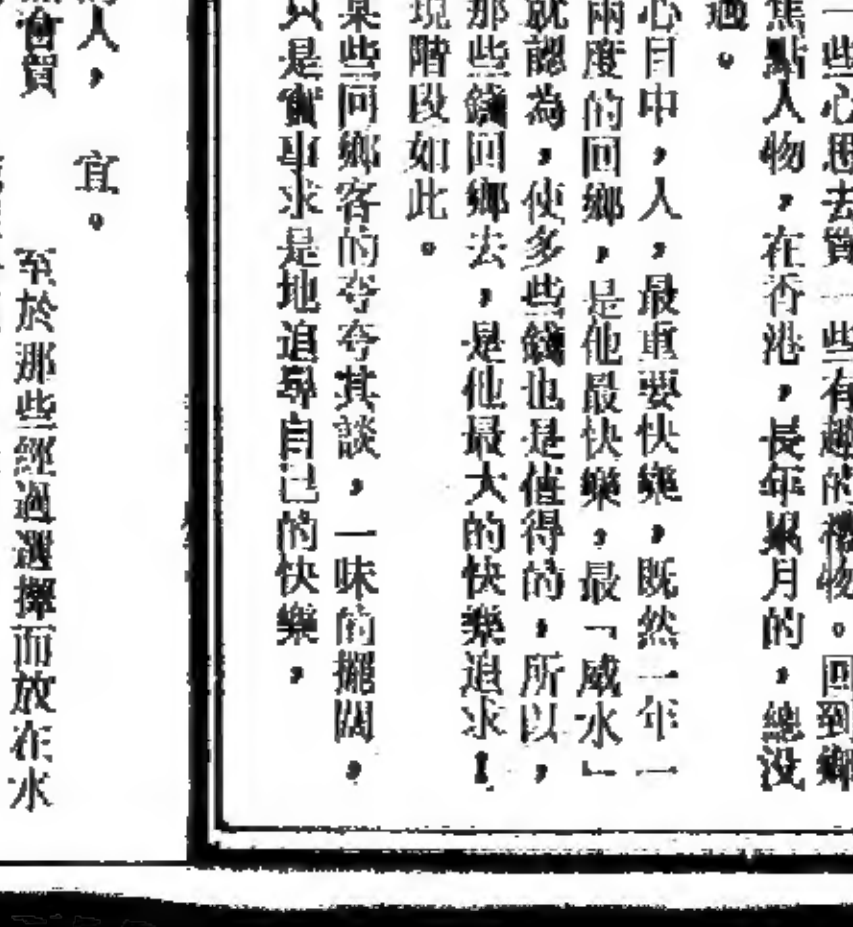 一些心思去買一些有趣的禮物。回到鄉
焦點人物，在香港，長年累月的，總沒
過。
心目中，人，最重要快樂，既然一年一
兩度的回鄉，是他最快樂，最「威水」
就認為，使多些錢也是值得的，所以，
那些錢回鄉去，是他最大的快樂追求！
現階段如此。
某些回鄉客的夸夸其談，一味的擺闊，
只是實事求是地追尋自己的快樂，
人，
宜。
至於那些經過選擇而放在水
會買